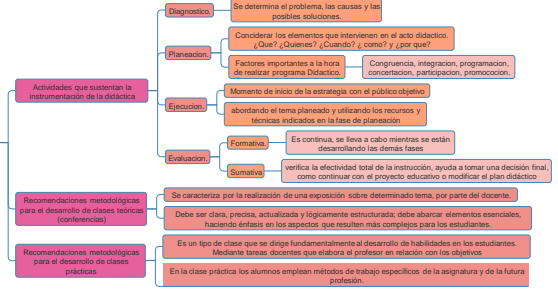 Diagnostico.
Se determina el problema, las causas y las
posibles soluciones.
Planeacion.
Considerar los elementos que intervienen en el acto didactico.
¿Que? ¿Quienes? ¿Cuando? ¿ como? y ¿por que?
Factores importantes a la hora
de realizar programa Didactico.
Congruencia, integracion, programacion,
concertacion, participacion, promococion.
Actividades que sustentan la
instrumentación de la didáctica
Ejecucion.
Momento de inicio de la estrategia con el público objetivo
abordando el tema planeado y utilizando los recursos y
técnicas indicados en la fase de planeación
Evaluacion.
Formativa.
Es continua, se lleva a cabo mientras se están
desarrollando las demás fases
Sumativa
verifica la efectividad total de la instrucción, ayuda a tomar una decisión final,
como continuar con el proyecto educativo o modificar el plan didáctico
Recomendaciones metodológicas
para el desarrollo de clases teóricas
(conferencias)
Se caracteriza por la realización de una exposición sobre determinado tema, por parte del docente.
Debe ser clara, precisa, actualizada y lógicamente estructurada; debe abarcar elementos esenciales,
haciendo énfasis en los aspectos que resulten más complejos para los estudiantes.
Recomendaciones metodológicas
para el desarrollo de clases
prácticas
Es un tipo de clase que se dirige fundamentalmente al desarrollo de habilidades en los estudiantes.
Mediante tareas docentes que elabora el profesor en relación con los objetivos
En la clase práctica los alumnos emplean métodos de trabajo específicos de la asignatura y de la futura
profesión.